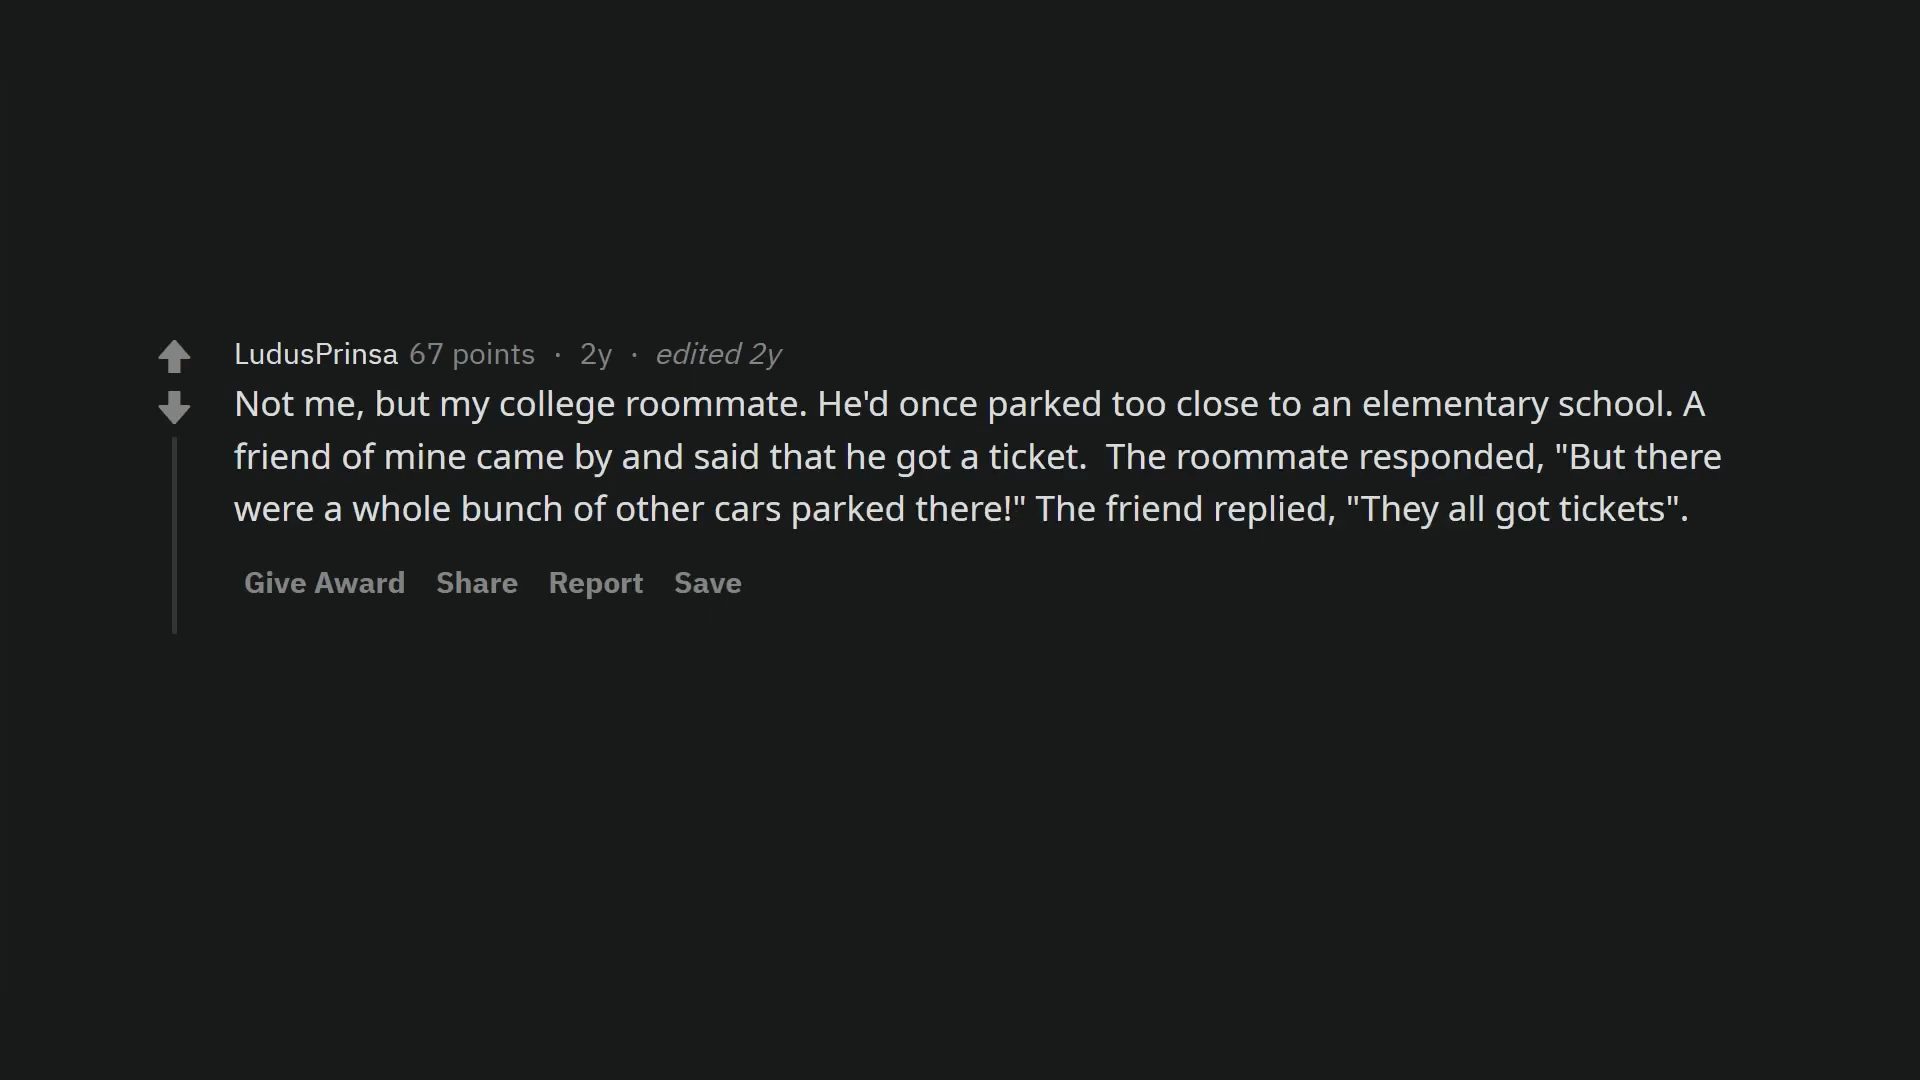 LudusPrinsa 67 points · 2y · edited 2y
Not me, but my college roommate. He'd once parked too close to an elementary school. A
friend of mine came by and said that he got a ticket.  The roommate responded, "But there
were a whole bunch of other cars parked there!" The friend replied, "They all got tickets".
Give Award Share Report Save